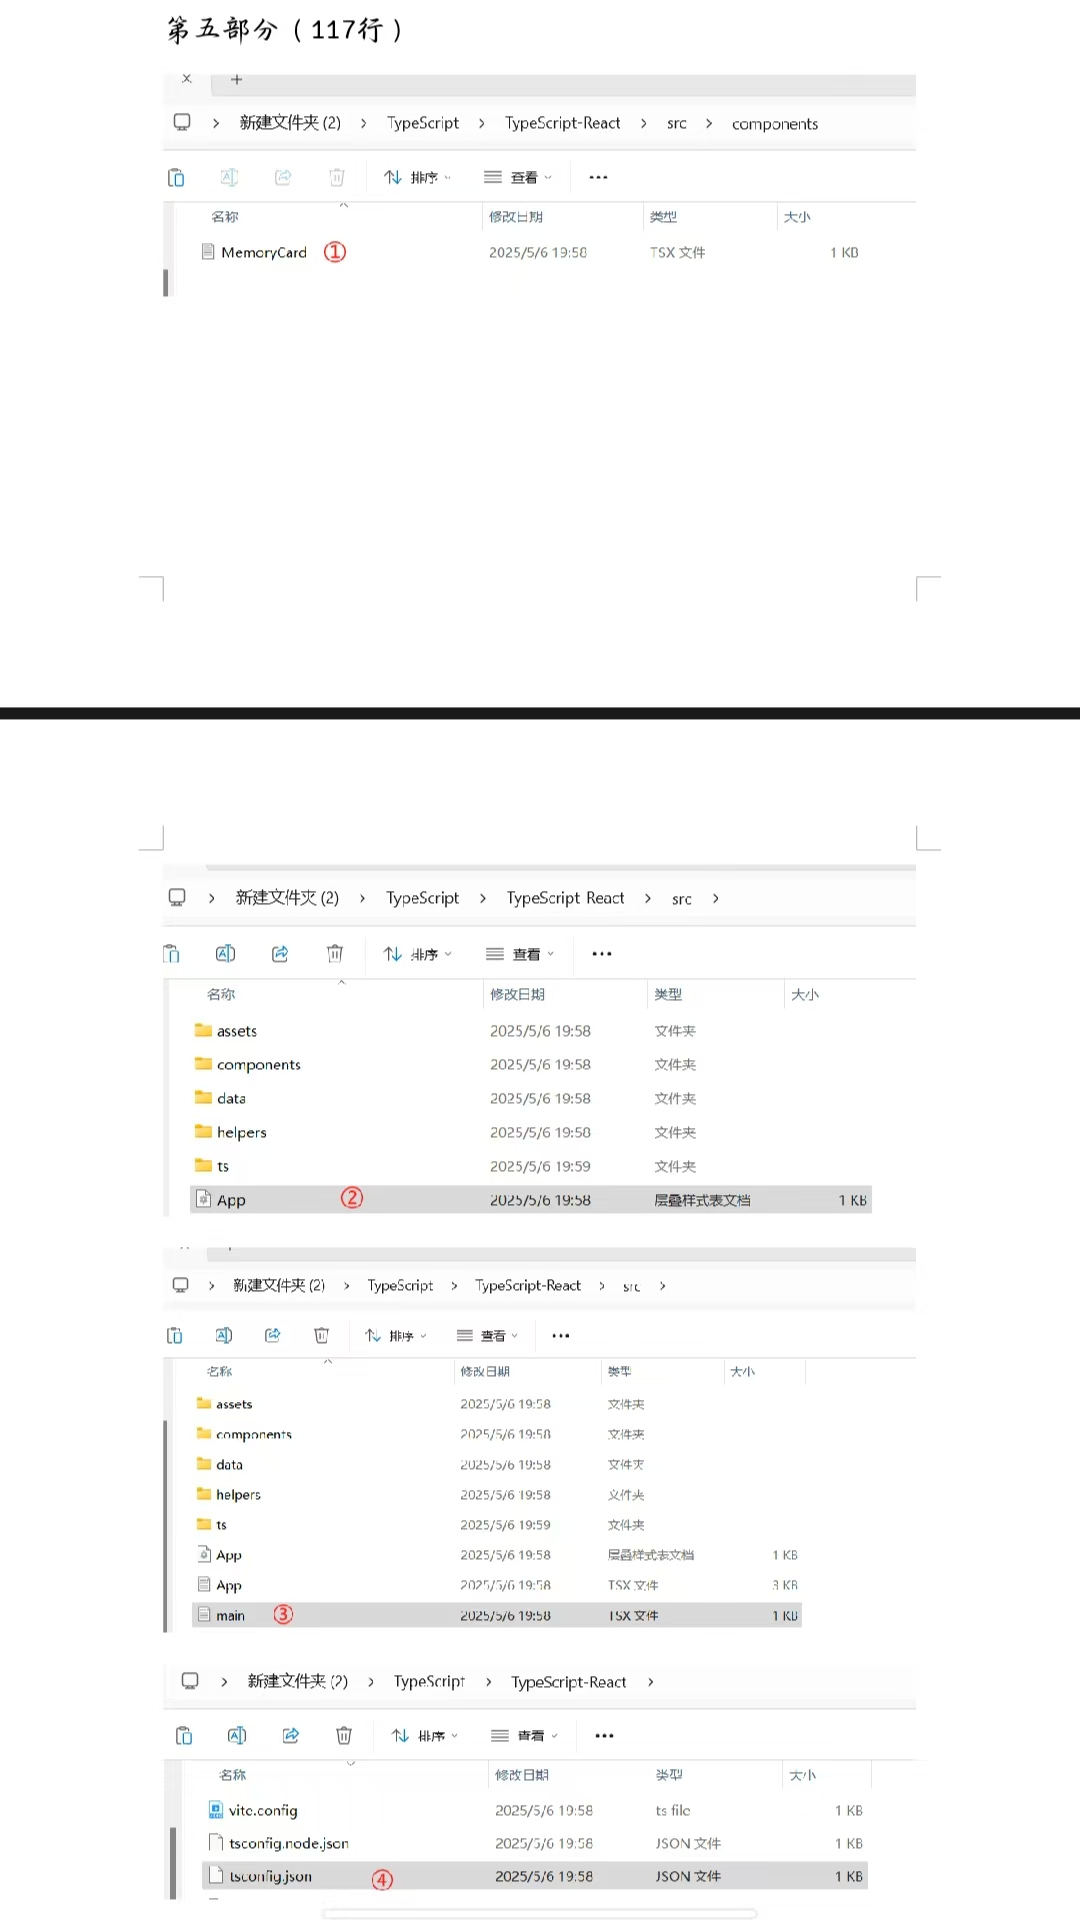 第五部分（117行）
新建文件夹 (2) > TypeScript > TypeScript-React > src > components
排序 查看 ...
名称 修改日期 类型 大小
MemoryCard ① 2025/5/6 19:58 TSX 文件 1 KB
新建文件夹 (2) > TypeScript > TypeScript React > src >
排序 查看 ...
名称 修改日期 类型 大小
assets 2025/5/6 19:58 文件夹
components 2025/5/6 19:58 文件夹
data 2025/5/6 19:58 文件夹
helpers 2025/5/6 19:58 文件夹
ts 2025/5/6 19:59 文件夹
App ② 2025/5/6 19:58 层叠样式表文档 1 KB
新建文件夹 (2) > TypeScript > TypeScript-React > src >
排序 查看 ...
名称 修改日期 类型 大小
assets 2025/5/6 19:58 文件夹
components 2025/5/6 19:58 文件夹
data 2025/5/6 19:58 文件夹
helpers 2025/5/6 19:58 文件夹
ts 2025/5/6 19:59 文件夹
App 2025/5/6 19:58 层叠样式表文档 1 KB
App 2025/5/6 19:58 TSX 文件 3 KB
main ③ 2025/5/6 19:58 TSX 文件 1 KB
新建文件夹 (2) > TypeScript > TypeScript-React >
排序 查看 ...
名称 修改日期 类型 大小
vite.config 2025/5/6 19:58 ts file 1 KB
tsconfig.node.json 2025/5/6 19:58 JSON 文件 1 KB
tsconfig.json ④ 2025/5/6 19:58 JSON 文件 1 KB